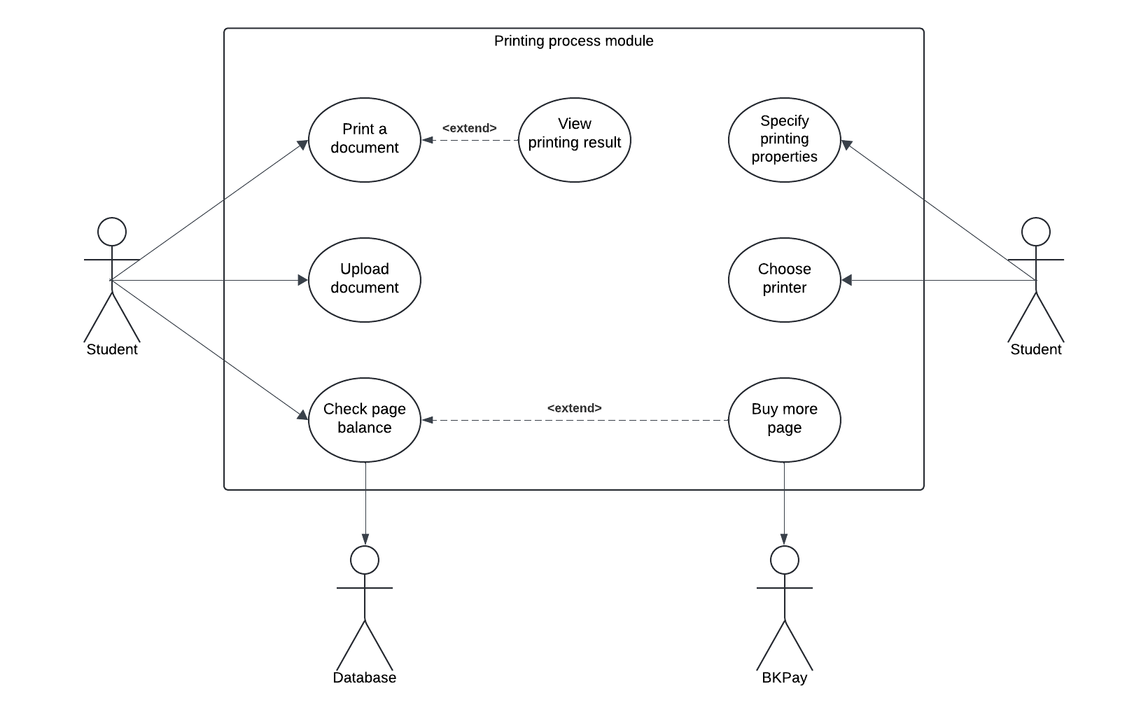 Printing process module
Print a
document
<extend>
View
printing result
Specify
printing
properties
Upload
document
Choose
printer
Student
Student
Check page
balance
<extend>
Buy more
page
Database
BKPay